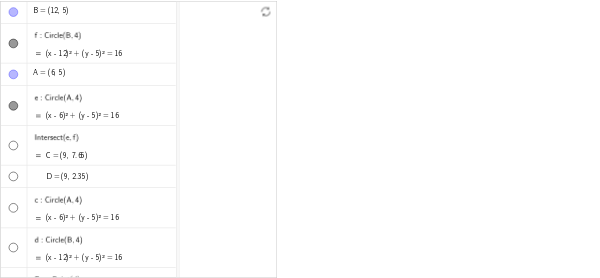 B = (12, 5)
f : Circle(B, 4)
= (x - 12)² + (y - 5)² = 16
A = (6, 5)
e : Circle(A, 4)
= (x - 6)² + (y - 5)² = 16
Intersect(e, f)
= C = (9, 7.65)
D = (9, 2.35)
c : Circle(A, 4)
= (x - 6)² + (y - 5)² = 16
d : Circle(B, 4)
= (x - 12)² + (y - 5)² = 16